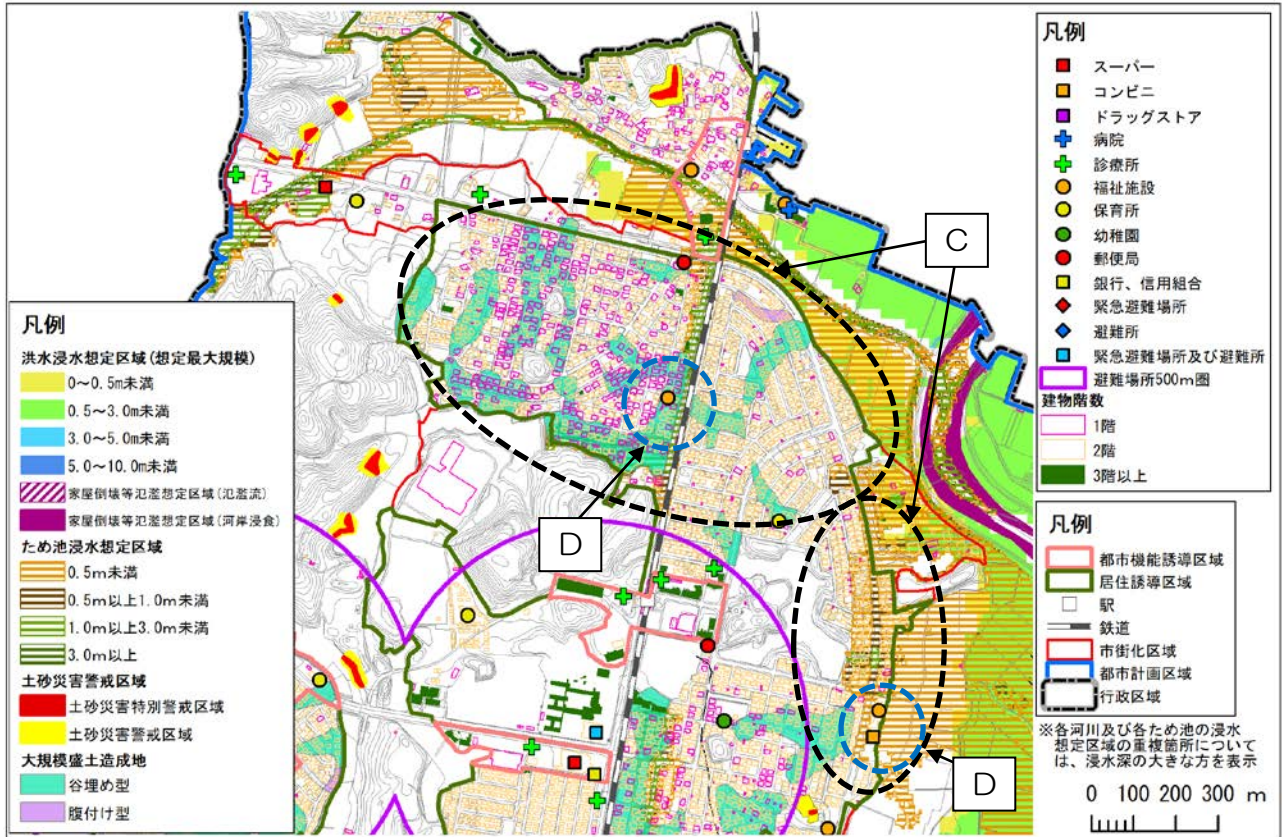 凡例
スーパー
コンビニ
ドラッグストア
病院
診療所
福祉施設
保育所
幼稚園
郵便局
銀行、信用組合
緊急避難場所
避難所
緊急避難場所及び避難所
避難場所500m圏
建物階数
1階
2階
3階以上
C
凡例
洪水浸水想定区域(想定最大規模)
0～0.5m未満
0.5～3.0m未満
3.0～5.0m未満
5.0～10.0m未満
家屋倒壊等氾濫想定区域(氾濫流)
家屋倒壊等氾濫想定区域(河岸浸食)
ため池浸水想定区域
0.5m未満
0.5m以上1.0m未満
1.0m以上3.0m未満
3.0m以上
土砂災害警戒区域
土砂災害特別警戒区域
土砂災害警戒区域
大規模盛土造成地
谷埋め型
腹付け型
D
D
凡例
都市機能誘導区域
居住誘導区域
駅
鉄道
市街化区域
都市計画区域
行政区域
※各河川及び各ため池の浸水
想定区域の重複箇所について
は、浸水深の大きな方を表示
0 100 200 300 m